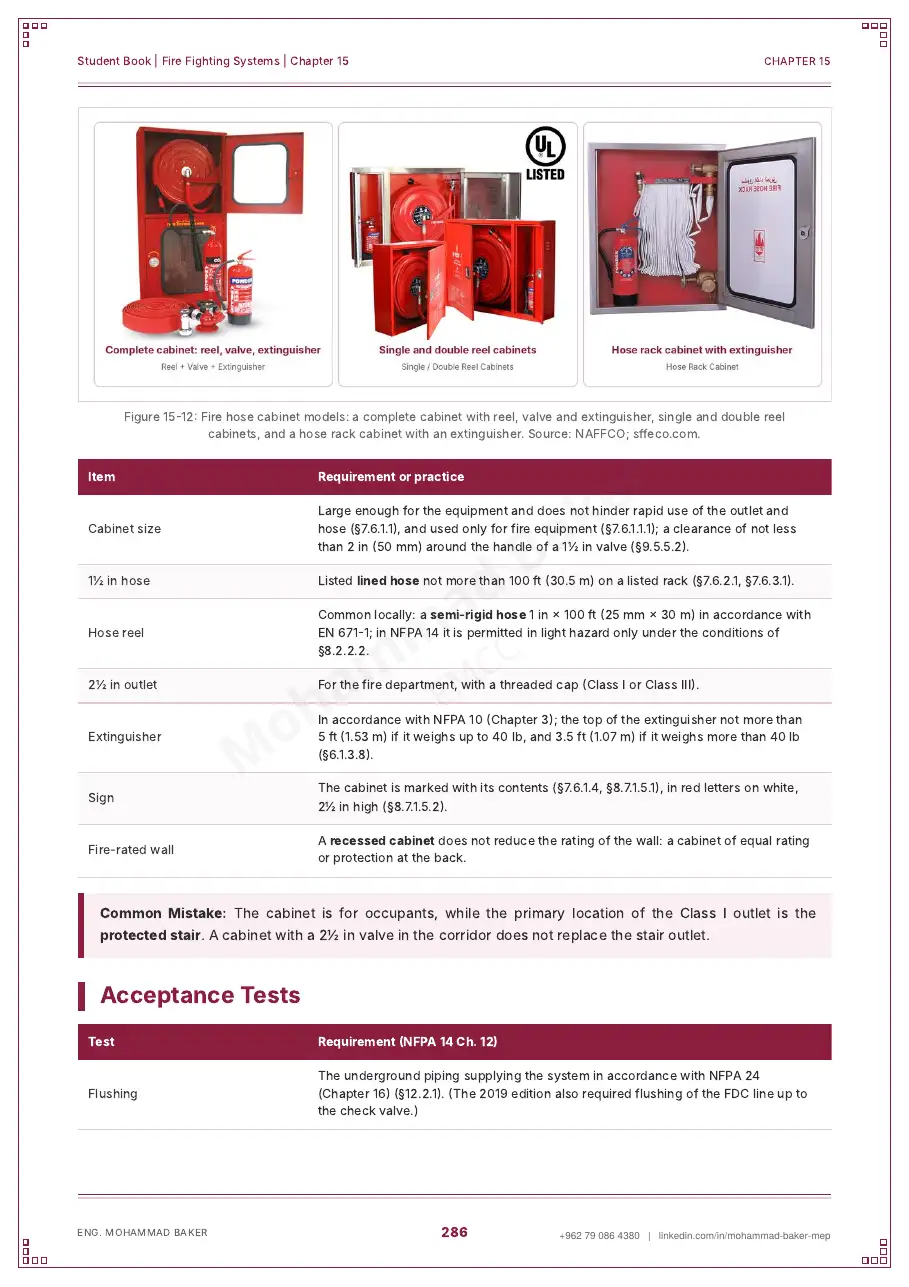 Student Book | Fire Fighting Systems | Chapter 15
CHAPTER 15
UL
LISTED
POWDER
FIRE HOSE RACK
Complete cabinet: reel, valve, extinguisher
Reel + Valve + Extinguisher
Single and double reel cabinets
Single / Double Reel Cabinets
Hose rack cabinet with extinguisher
Hose Rack Cabinet
Figure 15-12: Fire hose cabinet models: a complete cabinet with reel, valve and extinguisher, single and double reel
cabinets, and a hose rack cabinet with an extinguisher. Source: NAFFCO; sffeco.com.
Item
Requirement or practice
Cabinet size
Large enough for the equipment and does not hinder rapid use of the outlet and
hose (§7.6.1.1), and used only for fire equipment (§7.6.1.1.1); a clearance of not less
than 2 in (50 mm) around the handle of a 1½ in valve (§9.5.5.2).
1½ in hose
Listed lined hose not more than 100 ft (30.5 m) on a listed rack (§7.6.2.1, §7.6.3.1).
Hose reel
Common locally: a semi-rigid hose 1 in × 100 ft (25 mm × 30 m) in accordance with
EN 671-1; in NFPA 14 it is permitted in light hazard only under the conditions of
§8.2.2.2.
2½ in outlet
For the fire department, with a threaded cap (Class I or Class III).
Extinguisher
In accordance with NFPA 10 (Chapter 3); the top of the extinguisher not more than
5 ft (1.53 m) if it weighs up to 40 lb, and 3.5 ft (1.07 m) if it weighs more than 40 lb
(§6.1.3.8).
Sign
The cabinet is marked with its contents (§7.6.1.4, §8.7.1.5.1), in red letters on white,
2½ in high (§8.7.1.5.2).
Fire-rated wall
A recessed cabinet does not reduce the rating of the wall: a cabinet of equal rating
or protection at the back.
Common Mistake: The cabinet is for occupants, while the primary location of the Class I outlet is the
protected stair. A cabinet with a 2½ in valve in the corridor does not replace the stair outlet.
Acceptance Tests
Test
Requirement (NFPA 14 Ch. 12)
Flushing
The underground piping supplying the system in accordance with NFPA 24
(Chapter 16) (§12.2.1). (The 2019 edition also required flushing of the FDC line up to
the check valve.)
Mohammad Baker
ENG. MOHAMMAD BAKER
286
+962 79 086 4380 | linkedin.com/in/mohammad-baker-mep